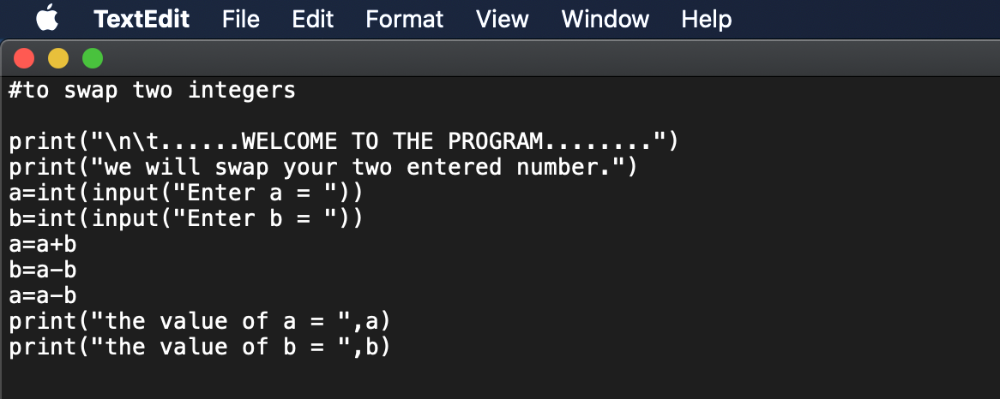 TextEdit File Edit Format View Window Help
#to swap two integers
print("\n\t......WELCOME TO THE PROGRAM........")
print("we will swap your two entered number.")
a=int(input("Enter a = "))
b=int(input("Enter b = "))
a=a+b
b=a-b
a=a-b
print("the value of a = ",a)
print("the value of b = ",b)